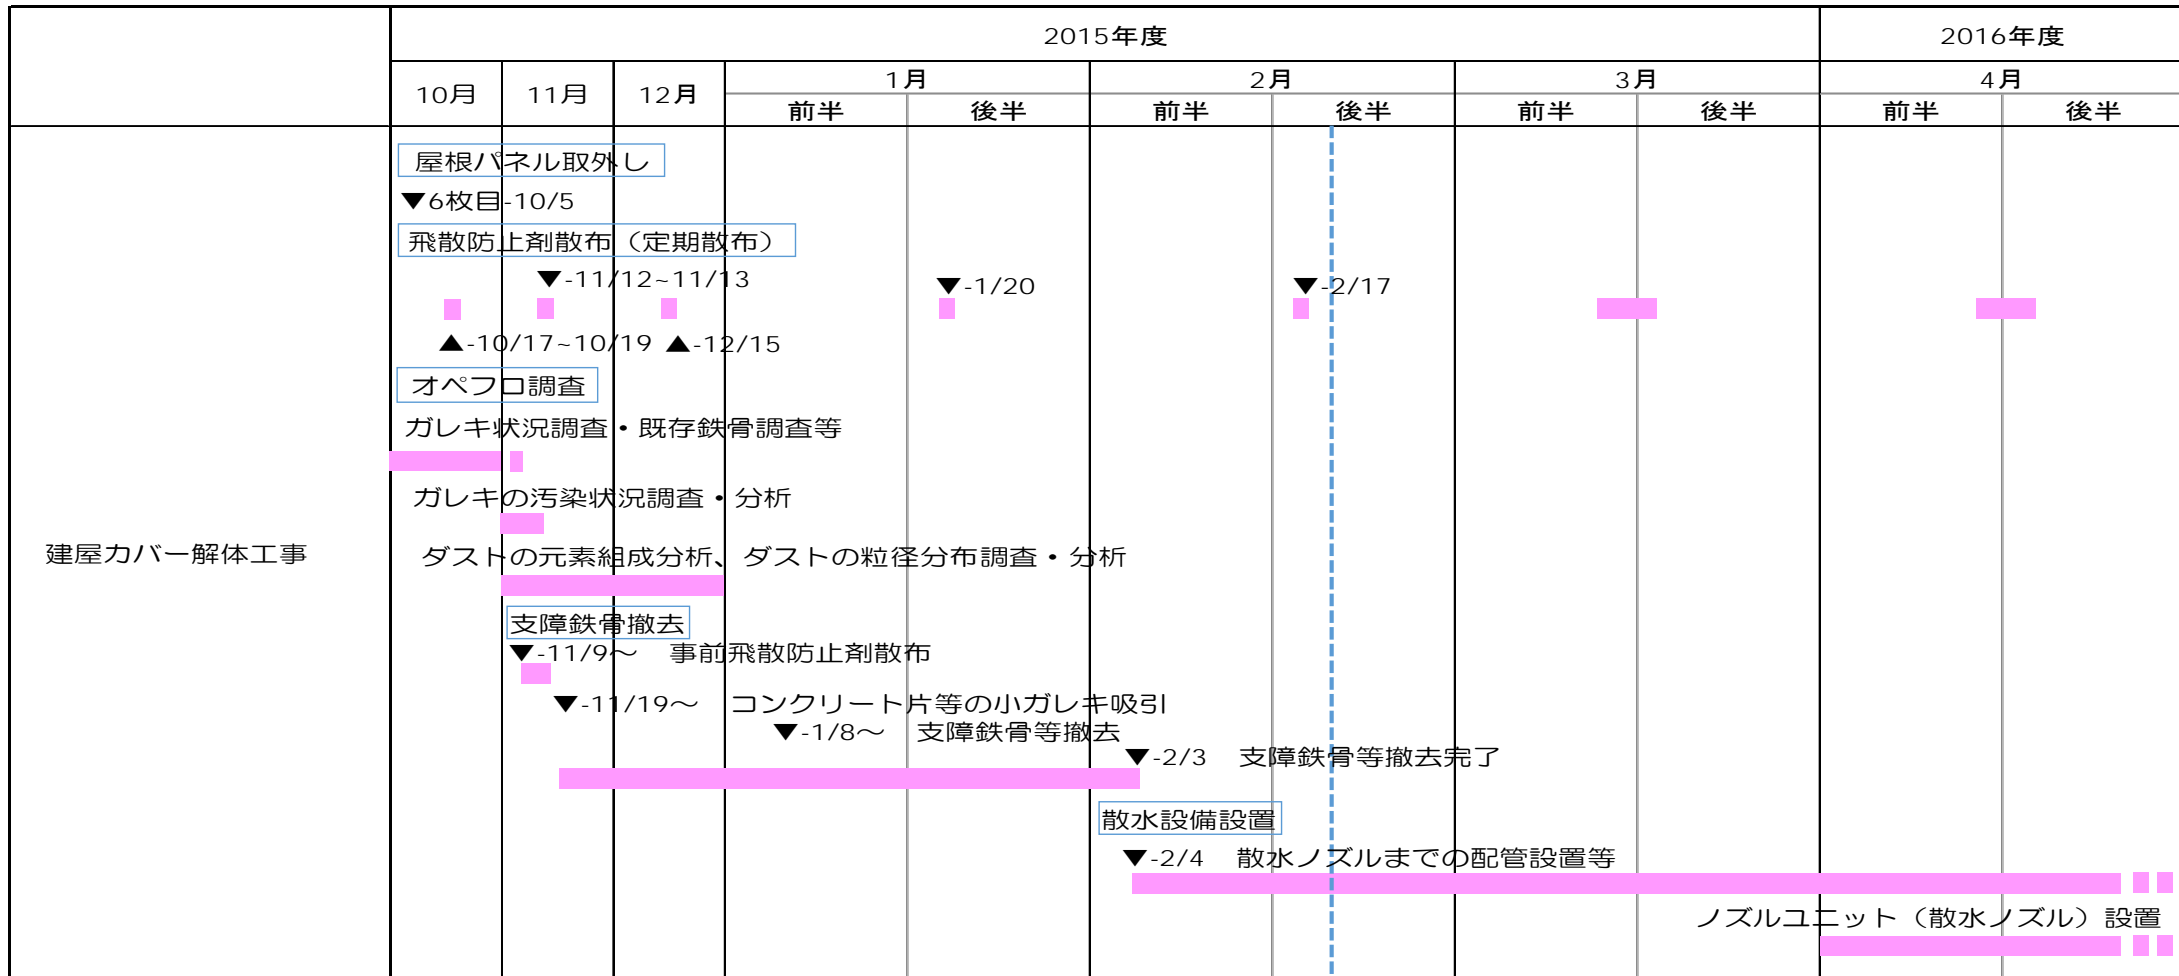 2015年度
2016年度
10月
11月
12月
1月
2月
3月
4月
前半
後半
前半
後半
前半
後半
前半
後半
屋根パネル取外し
▼6枚目-10/5
飛散防止剤散布（定期散布）
▼-11/12~11/13
▼-1/20
▼-2/17
▲-10/17~10/19
▲-12/15
オペフロ調査
ガレキ状況調査・既存鉄骨調査等
ガレキの汚染状況調査・分析
建屋カバー解体工事
ダストの元素組成分析、ダストの粒径分布調査・分析
支障鉄骨撤去
▼-11/9～　事前飛散防止剤散布
▼-11/19～　コンクリート片等の小ガレキ吸引
▼-1/8～　支障鉄骨等撤去
▼-2/3　支障鉄骨等撤去完了
散水設備設置
▼-2/4　散水ノズルまでの配管設置等
ノズルユニット（散水ノズル）設置